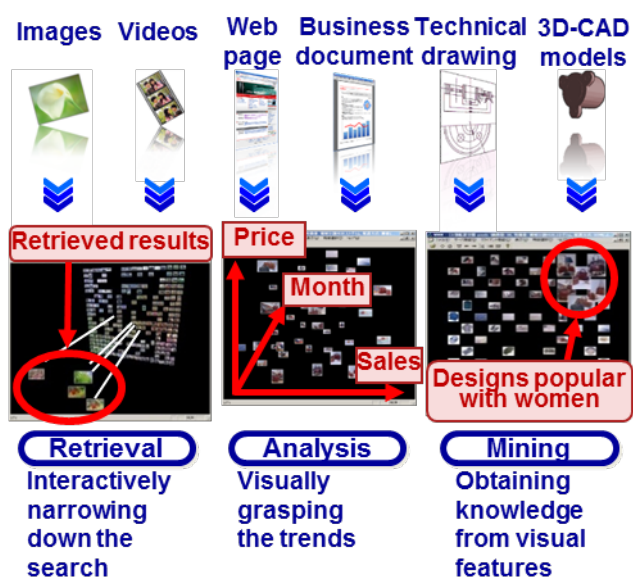 Images
Videos
Web
page
Business
document
Technical
drawing
3D-CAD
models
Retrieved results
Price
Month
Sales
Designs popular
with women
Retrieval
Analysis
Mining
Interactively
narrowing
down the
search
Visually
grasping
the trends
Obtaining
knowledge
from visual
features